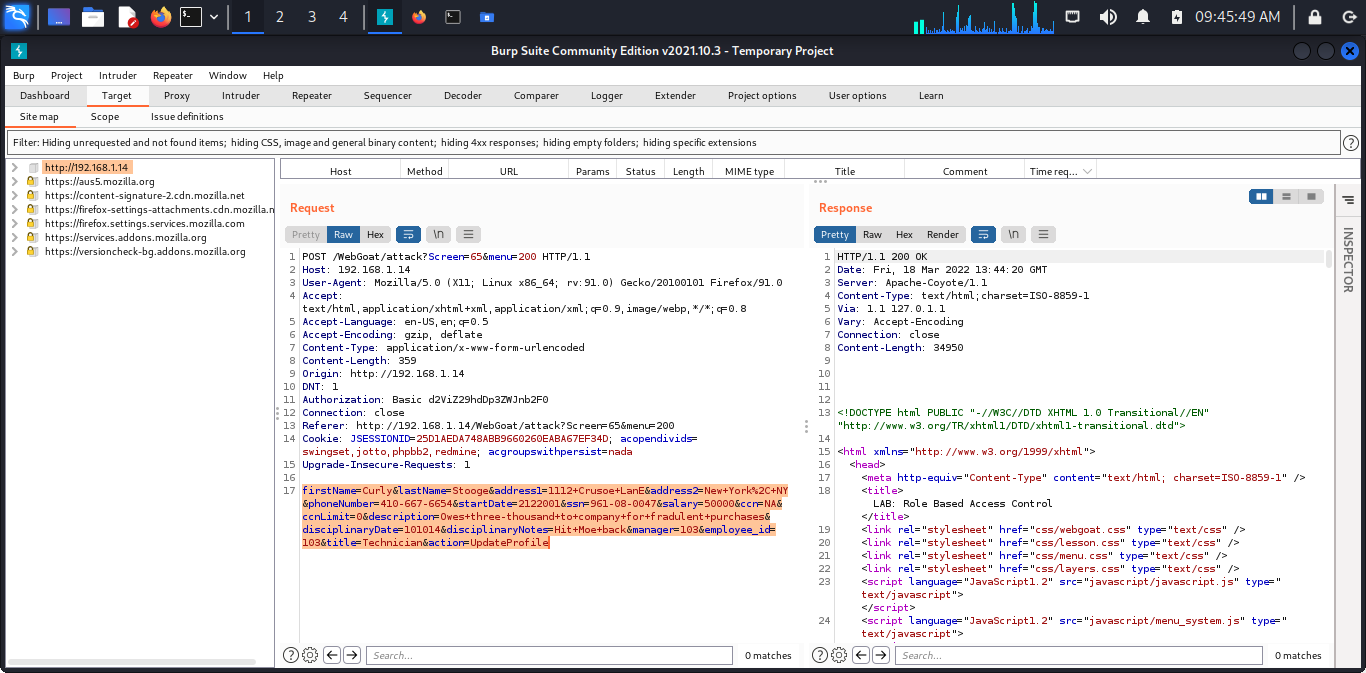 1 2 3 4 09:45:49 AM
Burp Suite Community Edition v2021.10.3 - Temporary Project
Burp Project Intruder Repeater Window Help
Dashboard Target Proxy Intruder Repeater Sequencer Decoder Comparer Logger Extender Project options User options Learn
Site map Scope Issue definitions
Filter: Hiding unrequested and not found items; hiding CSS, image and general binary content; hiding 4xx responses; hiding empty folders; hiding specific extensions
http://192.168.1.14
https://aus5.mozilla.org
https://content-signature-2.cdn.mozilla.net
https://firefox-settings-attachments.cdn.mozilla.n
https://firefox.settings.services.mozilla.com
https://services.addons.mozilla.org
https://versioncheck-bg.addons.mozilla.org
Host Method URL Params Status Length MIME type Title Comment Time req...
Request
Pretty Raw Hex \n
1 POST /WebGoat/attack?Screen=65&menu=200 HTTP/1.1
2 Host: 192.168.1.14
3 User-Agent: Mozilla/5.0 (X11; Linux x86_64; rv:91.0) Gecko/20100101 Firefox/91.0
4 Accept:
text/html,application/xhtml+xml,application/xml;q=0.9,image/webp,*/*;q=0.8
5 Accept-Language: en-US,en;q=0.5
6 Accept-Encoding: gzip, deflate
7 Content-Type: application/x-www-form-urlencoded
8 Content-Length: 359
9 Origin: http://192.168.1.14
10 DNT: 1
11 Authorization: Basic d2ViZ29hdDp3ZWJnb2F0
12 Connection: close
13 Referer: http://192.168.1.14/WebGoat/attack?Screen=65&menu=200
14 Cookie: JSESSIONID=25D1AEDA748ABB9660260EABA67EF34D; acopendivids=
swingset,jotto,phpbb2,redmine; acgroupswithpersist=nada
15 Upgrade-Insecure-Requests: 1
16
17 firstName=Curly&lastName=Stooge&address1=1112+Crusoe+LanE&address2=New+York%2C+NY
&phoneNumber=410-667-6654&startDate=2122001&ssn=961-08-0047&salary=50000&ccn=NA&
ccnLimit=0&description=Owes+three-thousand+to+company+for+fradulent+purchases&
disciplinaryDate=101014&disciplinaryNotes=Hit+Moe+back&manager=103&employee_id=
103&title=Technician&action=UpdateProfile
Search... 0 matches
Response
Pretty Raw Hex Render \n
1 HTTP/1.1 200 OK
2 Date: Fri, 18 Mar 2022 13:44:20 GMT
3 Server: Apache-Coyote/1.1
4 Content-Type: text/html;charset=ISO-8859-1
5 Via: 1.1 127.0.1.1
6 Vary: Accept-Encoding
7 Connection: close
8 Content-Length: 34950
9
10
11
12
13 <!DOCTYPE html PUBLIC "-//W3C//DTD XHTML 1.0 Transitional//EN"
"http://www.w3.org/TR/xhtml1/DTD/xhtml1-transitional.dtd">
14
15 <html xmlns="http://www.w3.org/1999/xhtml">
16 <head>
17 <meta http-equiv="Content-Type" content="text/html; charset=ISO-8859-1" />
18 <title>
LAB: Role Based Access Control
</title>
19 <link rel="stylesheet" href="css/webgoat.css" type="text/css" />
20 <link rel="stylesheet" href="css/lesson.css" type="text/css" />
21 <link rel="stylesheet" href="css/menu.css" type="text/css" />
22 <link rel="stylesheet" href="css/layers.css" type="text/css" />
23 <script language="JavaScript1.2" src="javascript/javascript.js" type="
text/javascript">
</script>
24 <script language="JavaScript1.2" src="javascript/menu_system.js" type="
text/javascript">
Search... 0 matches
INSPECTOR